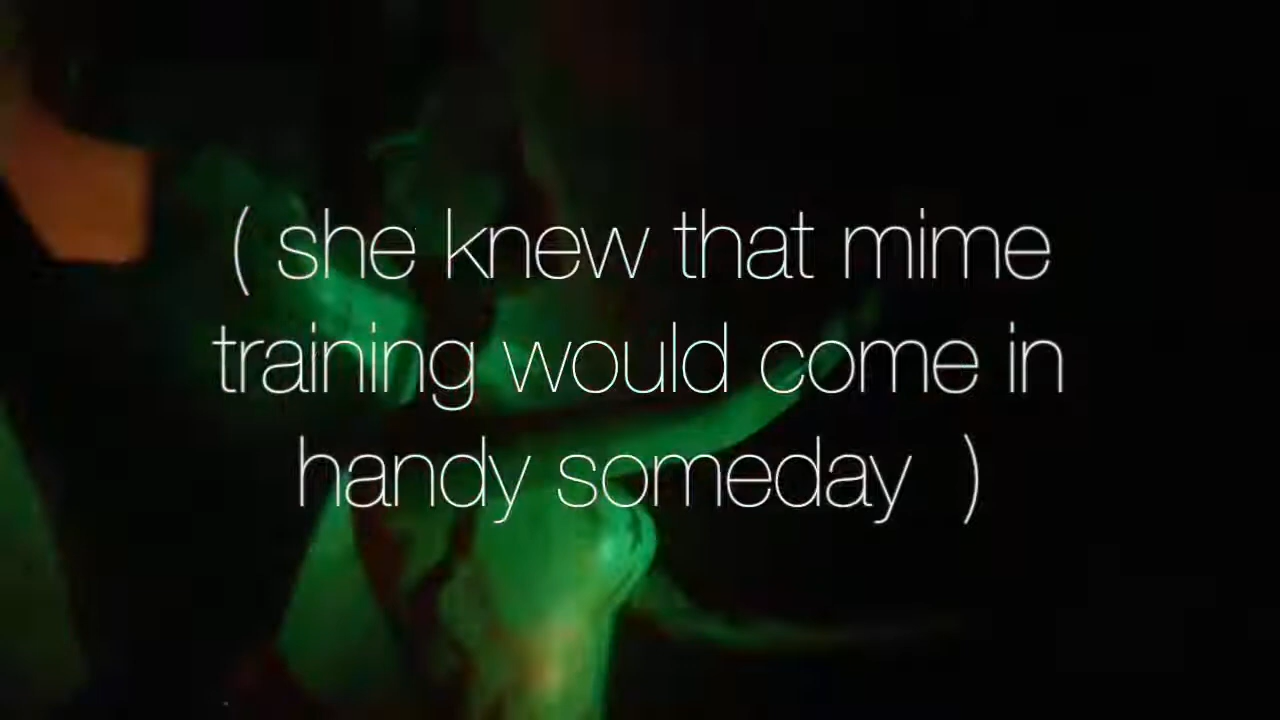 ( she knew that mime
training would come in
handy someday )